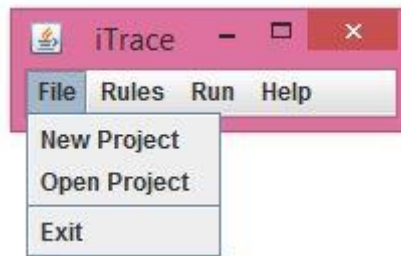 iTrace
File Rules Run Help
New Project
Open Project
Exit